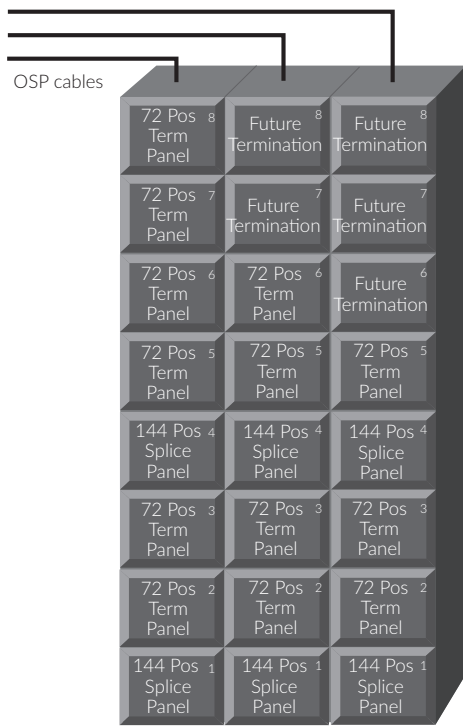 OSP cables
72 Pos 8
Term
Panel
Future 8
Termination
Future 8
Termination
72 Pos 7
Term
Panel
Future 7
Termination
Future 7
Termination
72 Pos 6
Term
Panel
72 Pos 6
Term
Panel
Future 6
Termination
72 Pos 5
Term
Panel
72 Pos 5
Term
Panel
72 Pos 5
Term
Panel
144 Pos 4
Splice
Panel
144 Pos 4
Splice
Panel
144 Pos 4
Splice
Panel
72 Pos 3
Term
Panel
72 Pos 3
Term
Panel
72 Pos 3
Term
Panel
72 Pos 2
Term
Panel
72 Pos 2
Term
Panel
72 Pos 2
Term
Panel
144 Pos 1
Splice
Panel
144 Pos 1
Splice
Panel
144 Pos 1
Splice
Panel